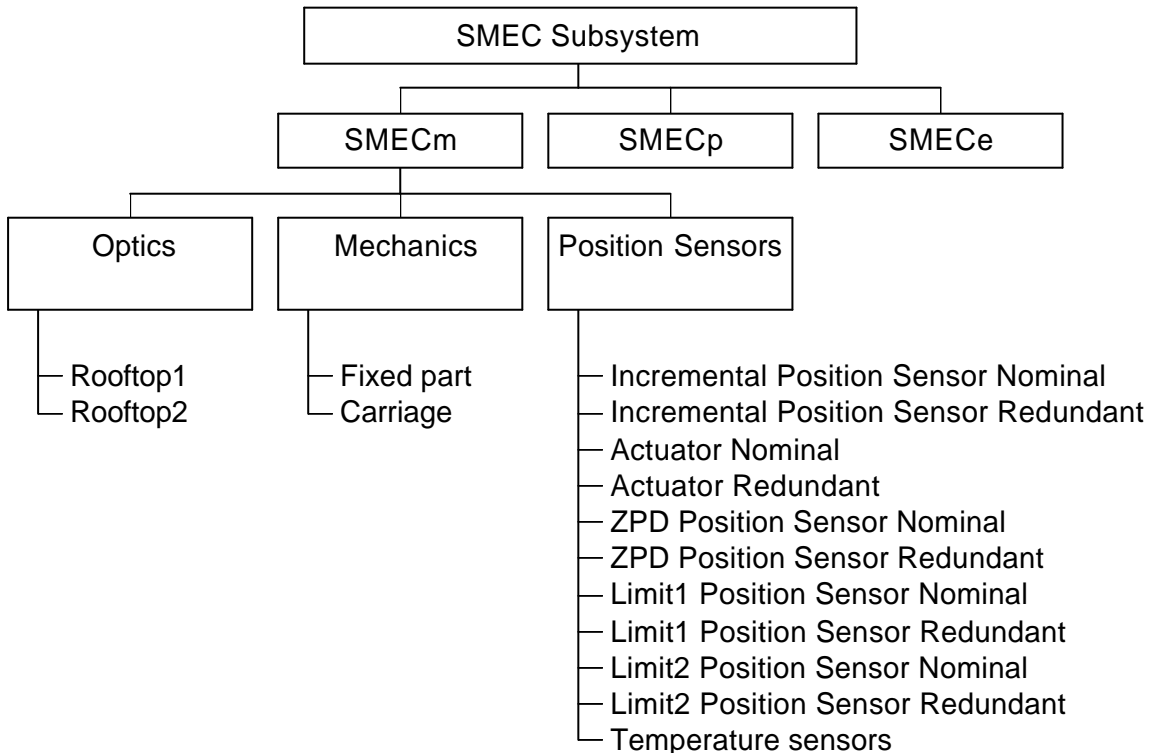 SMEC Subsystem
SMECm
SMECp
SMECe
Optics
Mechanics
Position Sensors
Rooftop1
Rooftop2
Fixed part
Carriage
Incremental Position Sensor Nominal
Incremental Position Sensor Redundant
Actuator Nominal
Actuator Redundant
ZPD Position Sensor Nominal
ZPD Position Sensor Redundant
Limit1 Position Sensor Nominal
Limit1 Position Sensor Redundant
Limit2 Position Sensor Nominal
Limit2 Position Sensor Redundant
Temperature sensors